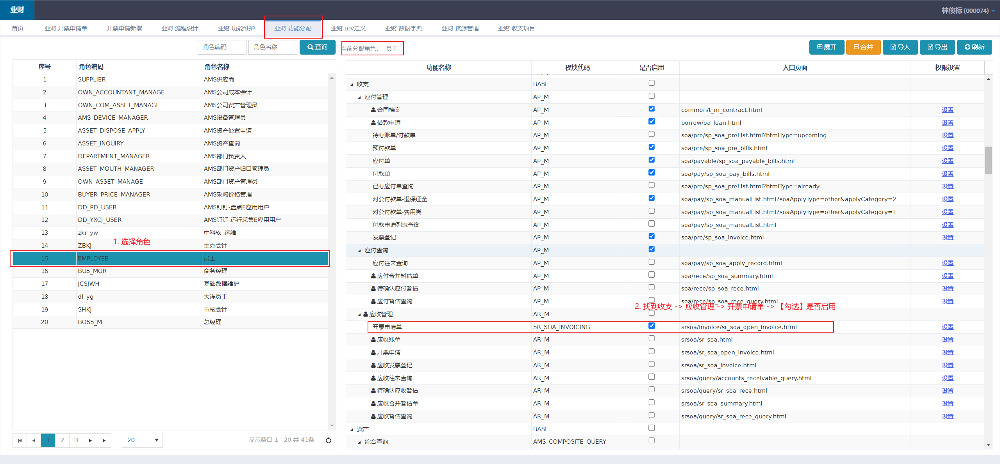 业财
林俊标 (000074)
首页 业财-开票申请单 开票申请新增 业财-流程设计 业财-功能维护 业财-功能分配 业财-LOV定义 业财-数据字典 业财-资源管理 业财-收支项目
角色编码 角色名称 查询 当前分配角色： 员工 展开 合并 导入 导出 刷新
序号 角色编码 角色名称
1 SUPPLIER AMS供应商
2 OWN_ACCOUNTANT_MANAGE AMS公司成本会计
3 OWN_COM_ASSET_MANAGE AMS公司资产管理员
4 AMS_DEVICE_MANAGER AMS设备管理员
5 ASSET_DISPOSE_APPLY AMS资产处置申请
6 ASSET_INQUIRY AMS资产查询
7 DEPARTMENT_MANAGER AMS部门负责人
8 ASSET_MOUTH_MANAGER AMS部门资产归口管理员
9 OWN_ASSET_MANAGE AMS部门资产管理员
10 BUYER_PRICE_MANAGER AMS采购价格管理
11 DD_PD_USER AMS钉钉-盘点E应用用户
12 DD_YXCJ_USER AMS钉钉-运行采集E应用用户
13 zkr_yw 中科软_运维
1. 选择角色
14 ZBKJ 主办会计
15 EMPLOYEE 员工
16 BUS_MGR 商务经理
17 JCSJWH 基础数据维护
18 dl_yg 大连员工
19 SHKJ 审核会计
20 BOSS_M 总经理
1 2 3 20 显示条目 1 - 20 共 41条
功能名称 模块代码 是否启用 入口页面 权限设置
收支 BASE
应付管理 AP_M
合同档案 AP_M common/t_m_contract.html 设置
借款申请 AP_M borrow/oa_loan.html 设置
待办账单/付款单 AP_M soa/pre/sp_soa_preList.html?htmlType=upcoming 设置
预付款单 AP_M soa/pre/sp_soa_pre_bills.html 设置
应付单 AP_M soa/payable/sp_soa_payable_bills.html 设置
付款单 AP_M soa/pay/sp_soa_pay_bills.html 设置
已办应付单查询 AP_M soa/pre/sp_soa_preList.html?htmlType=already 设置
对公付款单-退保证金 AP_M soa/pay/sp_soa_manualList.html?soaApplyType=other&applyCategory=2 设置
对公付款单-费用类 AP_M soa/pay/sp_soa_manualList.html?soaApplyType=other&applyCategory=1 设置
付款申请列表查询 AP_M soa/pay/sp_soa_manualList.html 设置
发票登记 AP_M soa/pre/sp_soa_invoice.html 设置
应付查询 AP_M
应付往来查询 AP_M soa/pay/sp_soa_apply_record.html 设置
应付合并暂估单 AP_M soa/rece/sp_soa_summary.html 设置
待确认应付暂估 AP_M soa/rece/sp_soa_rece.html 设置
应付暂估查询 AP_M soa/rece/sp_soa_rece_query.html 设置
2. 找到收支 -> 应收管理 -> 开票申请单 -> 【勾选】是否启用
应收管理 AR_M
开票申请单 SR_SOA_INVOICING srsoa/invoice/sr_soa_open_invoice.html 设置
应收账单 AR_M srsoa/sr_soa.html 设置
开票申请 AR_M srsoa/sr_soa_open_invoice.html 设置
应收发票登记 AR_M srsoa/sr_soa_invoice.html 设置
应收往来查询 AR_M srsoa/query/accounts_receivable_query.html 设置
待确认应收暂估 AR_M srsoa/query/sr_soa_rece.html 设置
应收合并暂估单 AR_M srsoa/sr_soa_summary.html 设置
应收暂估查询 AR_M srsoa/query/sr_soa_rece_query.html 设置
资产 BASE
综合查询 AMS_COMPOSITE_QUERY